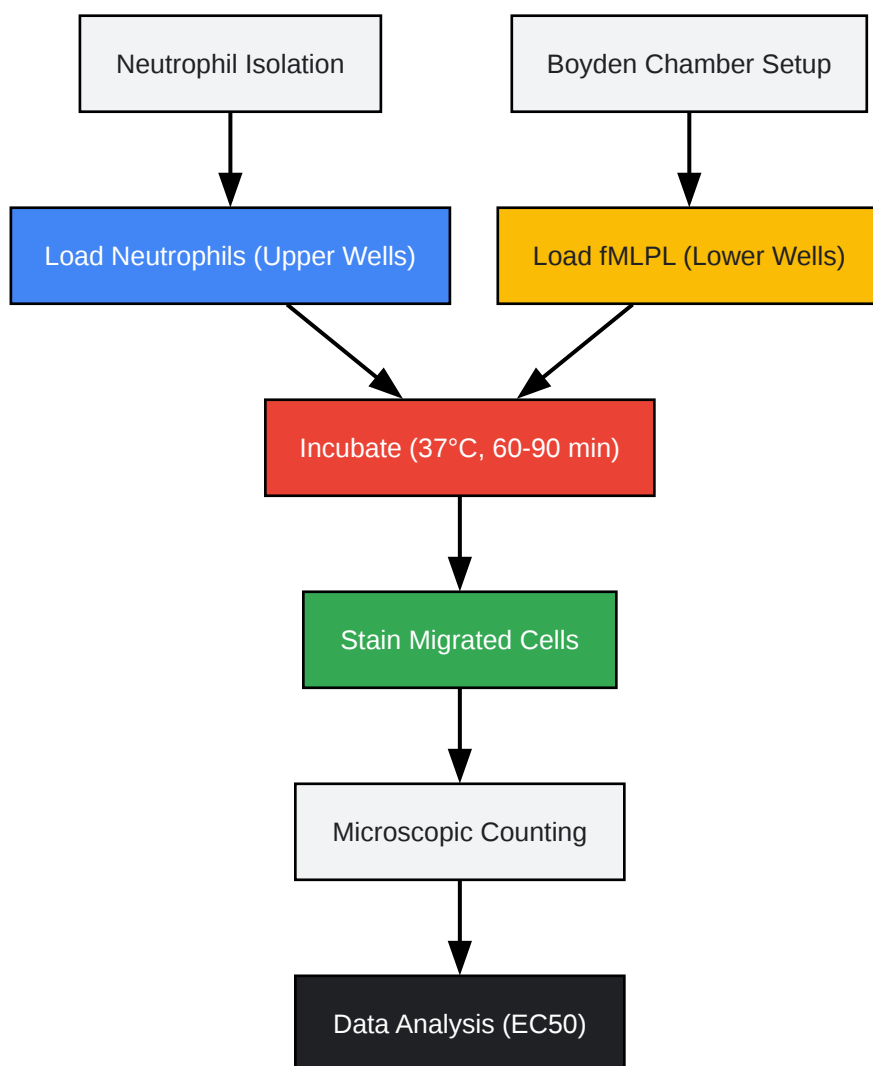 Neutrophil Isolation
Boyden Chamber Setup
Load Neutrophils (Upper Wells)
Load fMLPL (Lower Wells)
Incubate (37°C, 60-90 min)
Stain Migrated Cells
Microscopic Counting
Data Analysis (EC50)